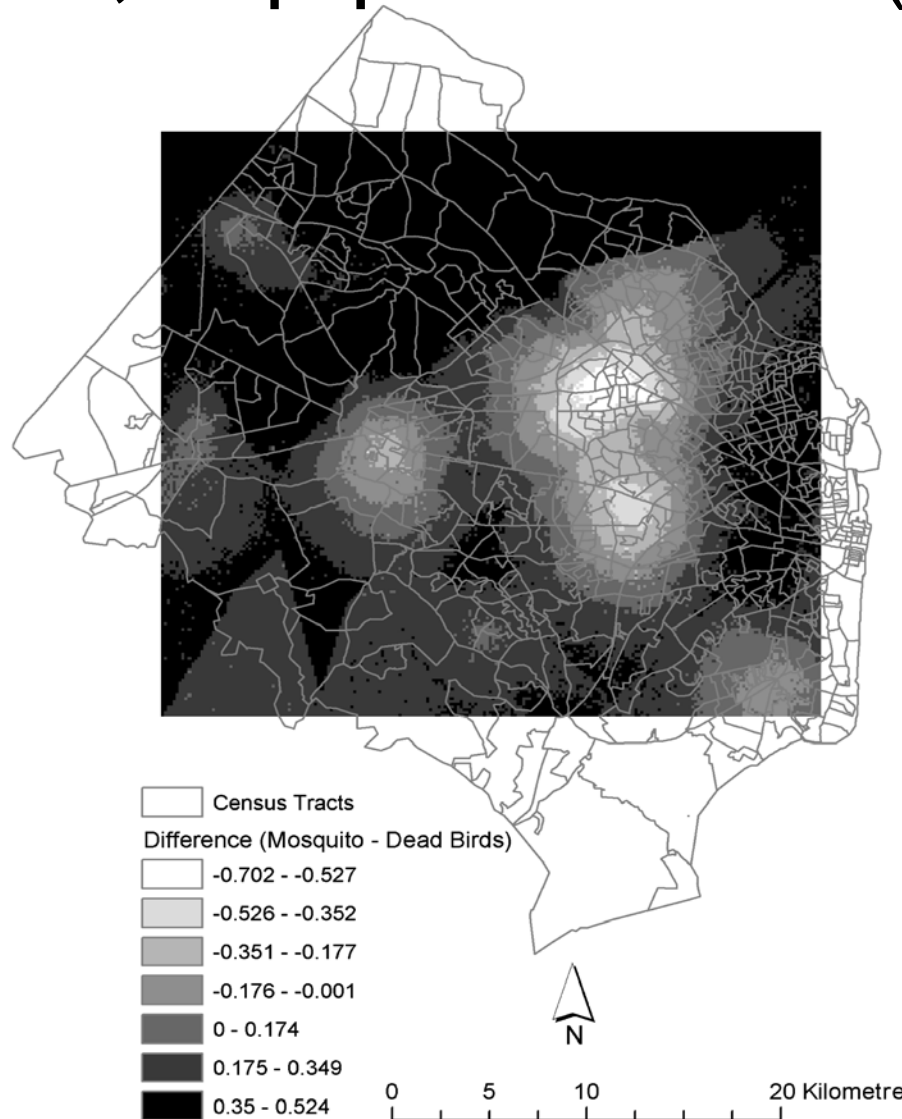 N
Census Tracts
Difference (Mosquito - Dead Birds)
-0.702 - -0.527
-0.526 - -0.352
-0.351 - -0.177
-0.176 - -0.001
0 - 0.174
0.175 - 0.349
0.35 - 0.524
0 5 10 20 Kilometre